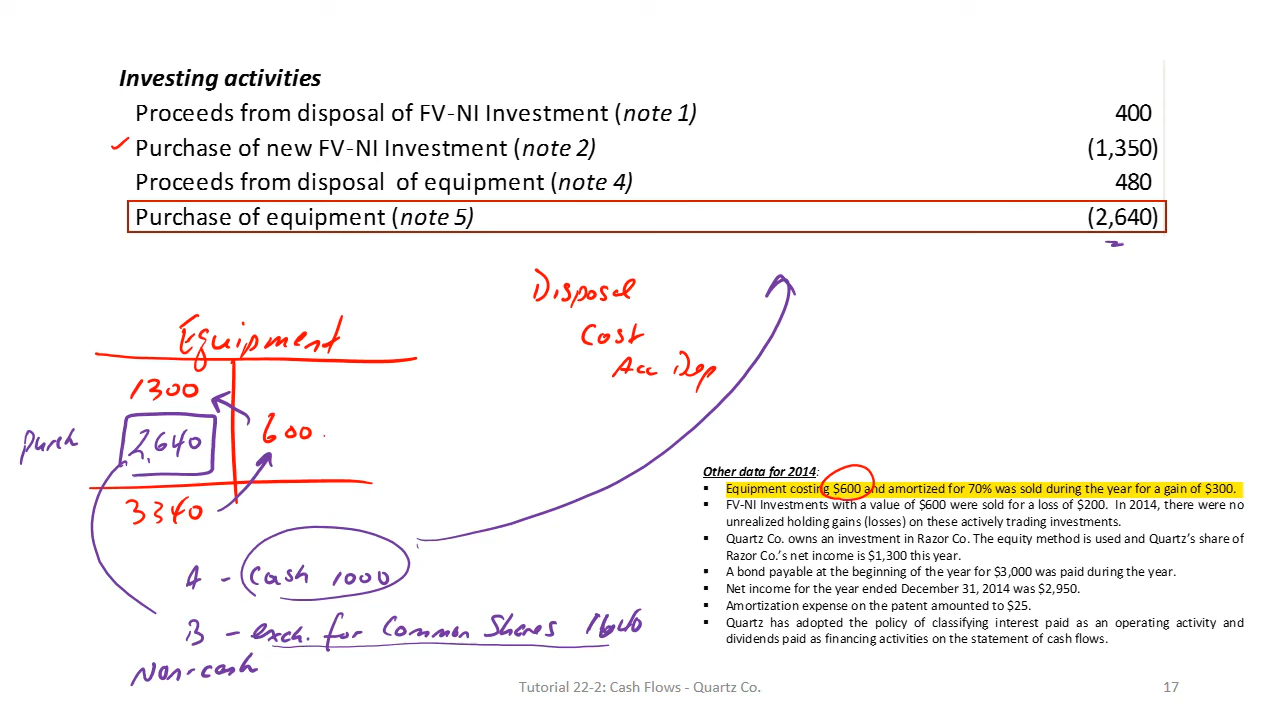 Investing activities
Proceeds from disposal of FV-NI Investment (note 1) 400
Purchase of new FV-NI Investment (note 2) (1,350)
Proceeds from disposal of equipment (note 4) 480
Purchase of equipment (note 5) (2,640)
Disposal
Cost
Acc Dep
Equipment
1300
Purch 2,640 600
3340
A - Cash 1000
B - exch. for Common Shares 1640
Non-cash
Other data for 2014:
▪ Equipment costing $600 and amortized for 70% was sold during the year for a gain of $300.
▪ FV-NI Investments with a value of $600 were sold for a loss of $200. In 2014, there were no
unrealized holding gains (losses) on these actively trading investments.
▪ Quartz Co. owns an investment in Razor Co. The equity method is used and Quartz's share of
Razor Co.'s net income is $1,300 this year.
▪ A bond payable at the beginning of the year for $3,000 was paid during the year.
▪ Net income for the year ended December 31, 2014 was $2,950.
▪ Amortization expense on the patent amounted to $25.
▪ Quartz has adopted the policy of classifying interest paid as an operating activity and
dividends paid as financing activities on the statement of cash flows.
Tutorial 22-2: Cash Flows - Quartz Co. 17